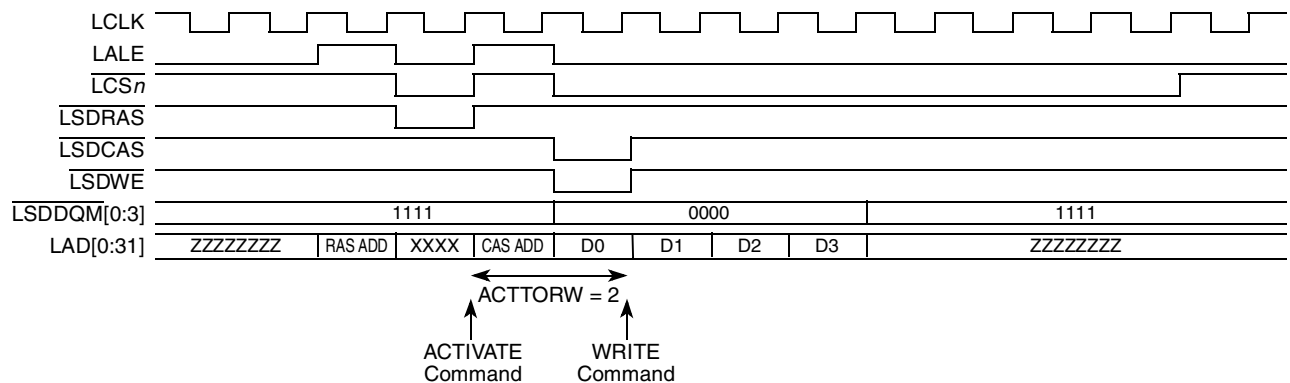 LCLK
LALE
LCSn
LSDRAS
LSDCAS
LSDWE
LSDDQM[0:3] 1111 0000 1111
LAD[0:31] ZZZZZZZZ RAS ADD XXXX CAS ADD D0 D1 D2 D3 ZZZZZZZZ
ACTTORW = 2
ACTIVATE WRITE
Command Command